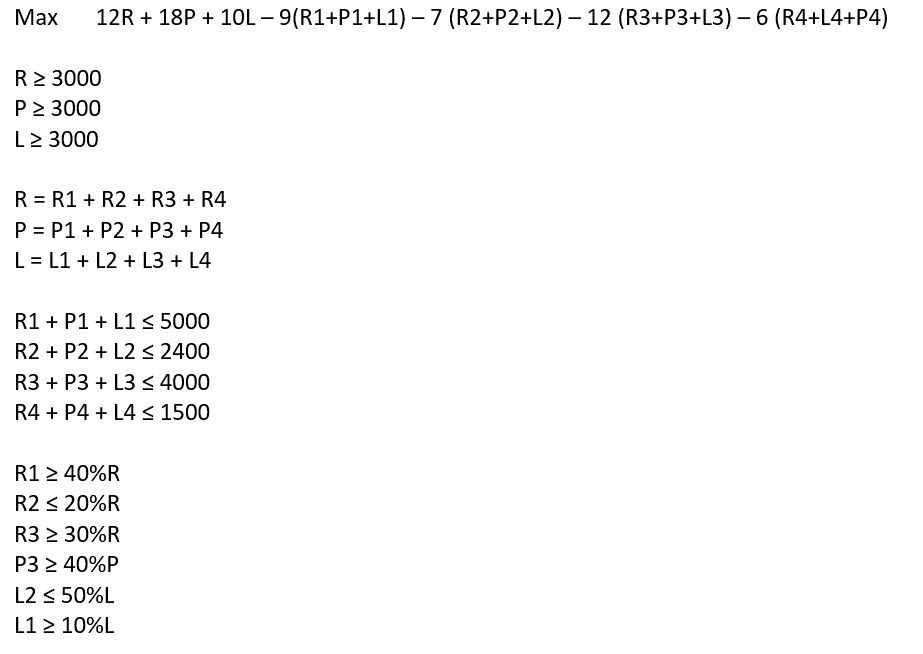 Max 12R + 18P + 10L – 9(R1+P1+L1) – 7 (R2+P2+L2) – 12 (R3+P3+L3) – 6 (R4+L4+P4)
R ≥ 3000
P ≥ 3000
L ≥ 3000
R = R1 + R2 + R3 + R4
P = P1 + P2 + P3 + P4
L = L1 + L2 + L3 + L4
R1 + P1 + L1 ≤ 5000
R2 + P2 + L2 ≤ 2400
R3 + P3 + L3 ≤ 4000
R4 + P4 + L4 ≤ 1500
R1 ≥ 40%R
R2 ≤ 20%R
R3 ≥ 30%R
P3 ≥ 40%P
L2 ≤ 50%L
L1 ≥ 10%L